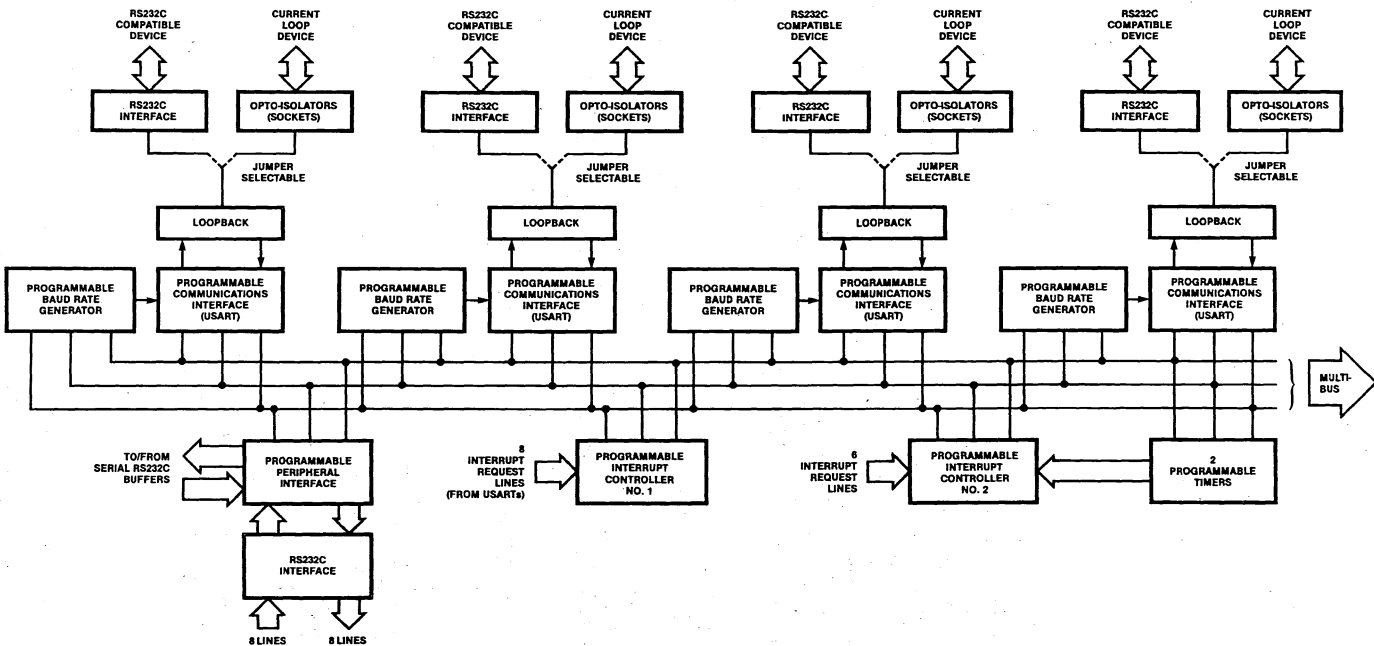 RS232C
COMPATIBLE
DEVICE
CURRENT
LOOP
DEVICE
RS232C
COMPATIBLE
DEVICE
CURRENT
LOOP
DEVICE
RS232C
COMPATIBLE
DEVICE
CURRENT
LOOP
DEVICE
RS232C
COMPATIBLE
DEVICE
CURRENT
LOOP
DEVICE
RS232C
INTERFACE
OPTO-ISOLATORS
(SOCKETS)
RS232C
INTERFACE
OPTO-ISOLATORS
(SOCKETS)
RS232C
INTERFACE
OPTO-ISOLATORS
(SOCKETS)
RS232C
INTERFACE
OPTO-ISOLATORS
(SOCKETS)
JUMPER
SELECTABLE
JUMPER
SELECTABLE
JUMPER
SELECTABLE
JUMPER
SELECTABLE
LOOPBACK
LOOPBACK
LOOPBACK
LOOPBACK
PROGRAMMABLE
BAUD RATE
GENERATOR
PROGRAMMABLE
COMMUNICATIONS
INTERFACE
(USART)
PROGRAMMABLE
BAUD RATE
GENERATOR
PROGRAMMABLE
COMMUNICATIONS
INTERFACE
(USART)
PROGRAMMABLE
BAUD RATE
GENERATOR
PROGRAMMABLE
COMMUNICATIONS
INTERFACE
(USART)
PROGRAMMABLE
BAUD RATE
GENERATOR
PROGRAMMABLE
COMMUNICATIONS
INTERFACE
(USART)
MULTI-
BUS
TO/FROM
SERIAL RS232C
BUFFERS
PROGRAMMABLE
PERIPHERAL
INTERFACE
8
INTERRUPT
REQUEST
LINES
(FROM USARTs)
PROGRAMMABLE
INTERRUPT
CONTROLLER
NO. 1
6
INTERRUPT
REQUEST
LINES
PROGRAMMABLE
INTERRUPT
CONTROLLER
NO. 2
2
PROGRAMMABLE
TIMERS
RS232C
INTERFACE
8 LINES
8 LINES